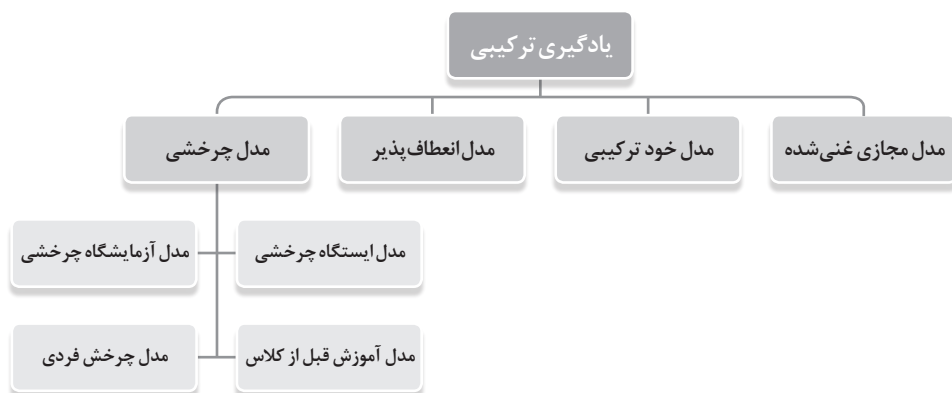 یادگیری ترکیبی
مدل مجازی غنی‌شده
مدل خود ترکیبی
مدل انعطاف‌پذیر
مدل چرخشی
مدل ایستگاه چرخشی
مدل آزمایشگاه چرخشی
مدل آموزش قبل از کلاس
مدل چرخش فردی